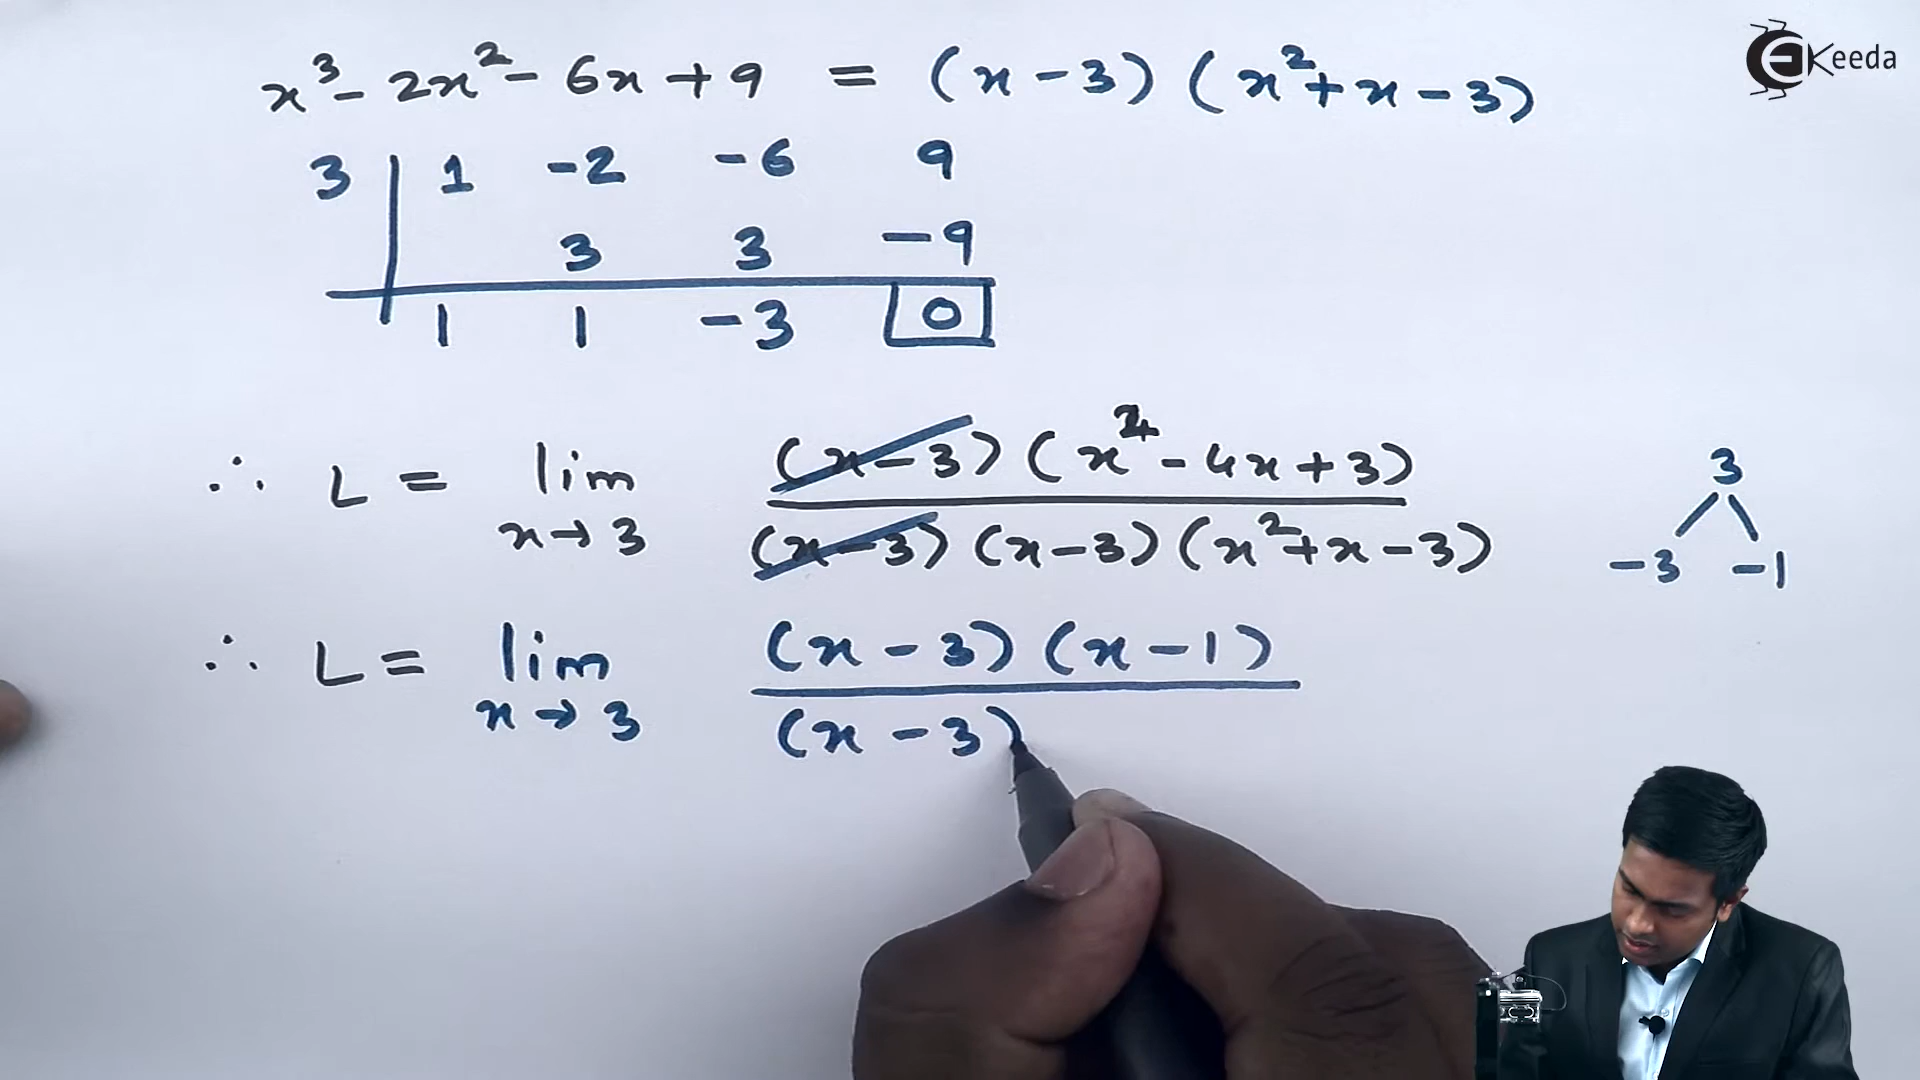 Keeda
x³ - 2x² - 6x + 9 = (x - 3) (x² + x - 3)
3 | 1 -2 -6 9
3 3 -9
1 1 -3 0
∴ L = lim x→3 (x-3) (x² - 4x + 3) / (x-3) (x-3) (x² + x - 3)
3
-3 -1
∴ L = lim x→3 (x - 3) (x - 1) / (x - 3)